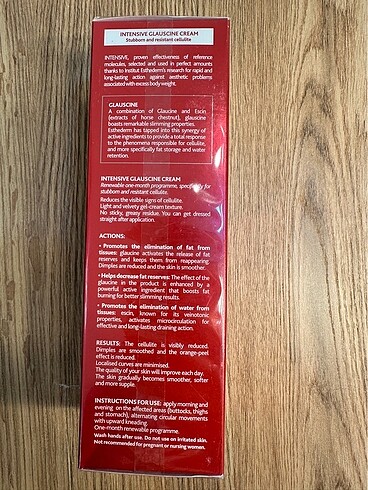 INTENSIVE GLAUSCINE CREAM
Stubborn and resistant cellulite
INTENSIVE, proven effectiveness of reference
molecules, selected and used in perfect amounts
thanks to Institut Esthederm's research for rapid and
long-lasting action against aesthetic problems
associated with excess body weight.
GLAUSCINE
A combination of Glaucine and Escin
(extracts of horse chestnut), glauscine
boasts remarkable slimming properties.
Esthederm has tapped into this synergy of
active ingredients to provide a total response
to the phenomena responsible for cellulite,
and more specifically fat storage and water
retention.
INTENSIVE GLAUSCINE CREAM
Renewable one-month programme, specifically for
stubborn and resistant cellulite.
Reduces the visible signs of cellulite.
Light and velvety gel-cream texture.
No sticky, greasy residue. You can get dressed
straight after application.
ACTIONS:
• Promotes the elimination of fat from
tissues: glaucine activates the release of fat
reserves and keeps them from reappearing.
Dimples are reduced and the skin is smoother.
• Helps decrease fat reserves: The effect of the
glaucine in the product is enhanced by a
powerful active ingredient that boosts fat
burning for better slimming results.
• Promotes the elimination of water from
tissues: escin, known for its veinotonic
properties, activates microcirculation for
effective and long-lasting draining action.
RESULTS: The cellulite is visibly reduced.
Dimples are smoothed and the orange-peel
effect is reduced.
Localised curves are minimised.
The quality of your skin will improve each day.
The skin gradually becomes smoother, softer
and more supple.
INSTRUCTIONS FOR USE: apply morning and
evening on the affected areas (buttocks, thighs
and stomach), alternating circular movements
with upward kneading.
One-month renewable programme.
Wash hands after use. Do not use on irritated skin.
Not recommended for pregnant or nursing women.